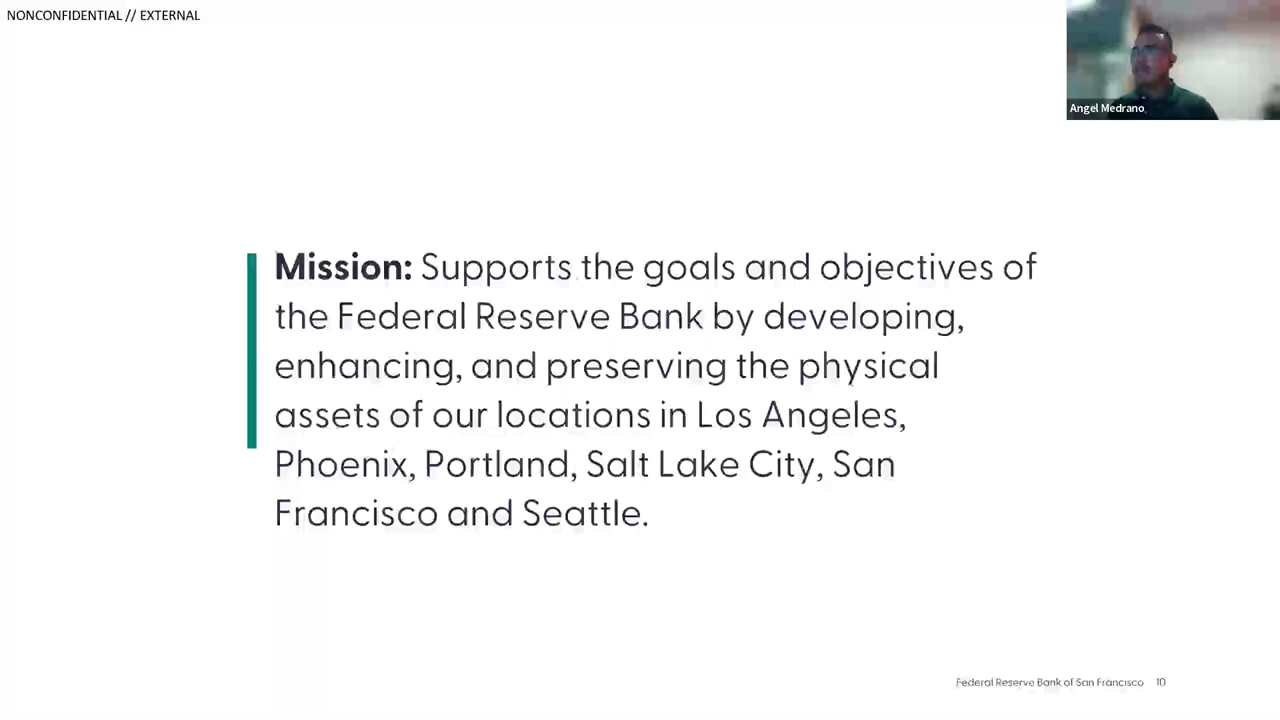 NONCONFIDENTIAL // EXTERNAL
Angel Medrano
Mission: Supports the goals and objectives of
the Federal Reserve Bank by developing,
enhancing, and preserving the physical
assets of our locations in Los Angeles,
Phoenix, Portland, Salt Lake City, San
Francisco and Seattle.
Federal Reserve Bank of San Francisco 10